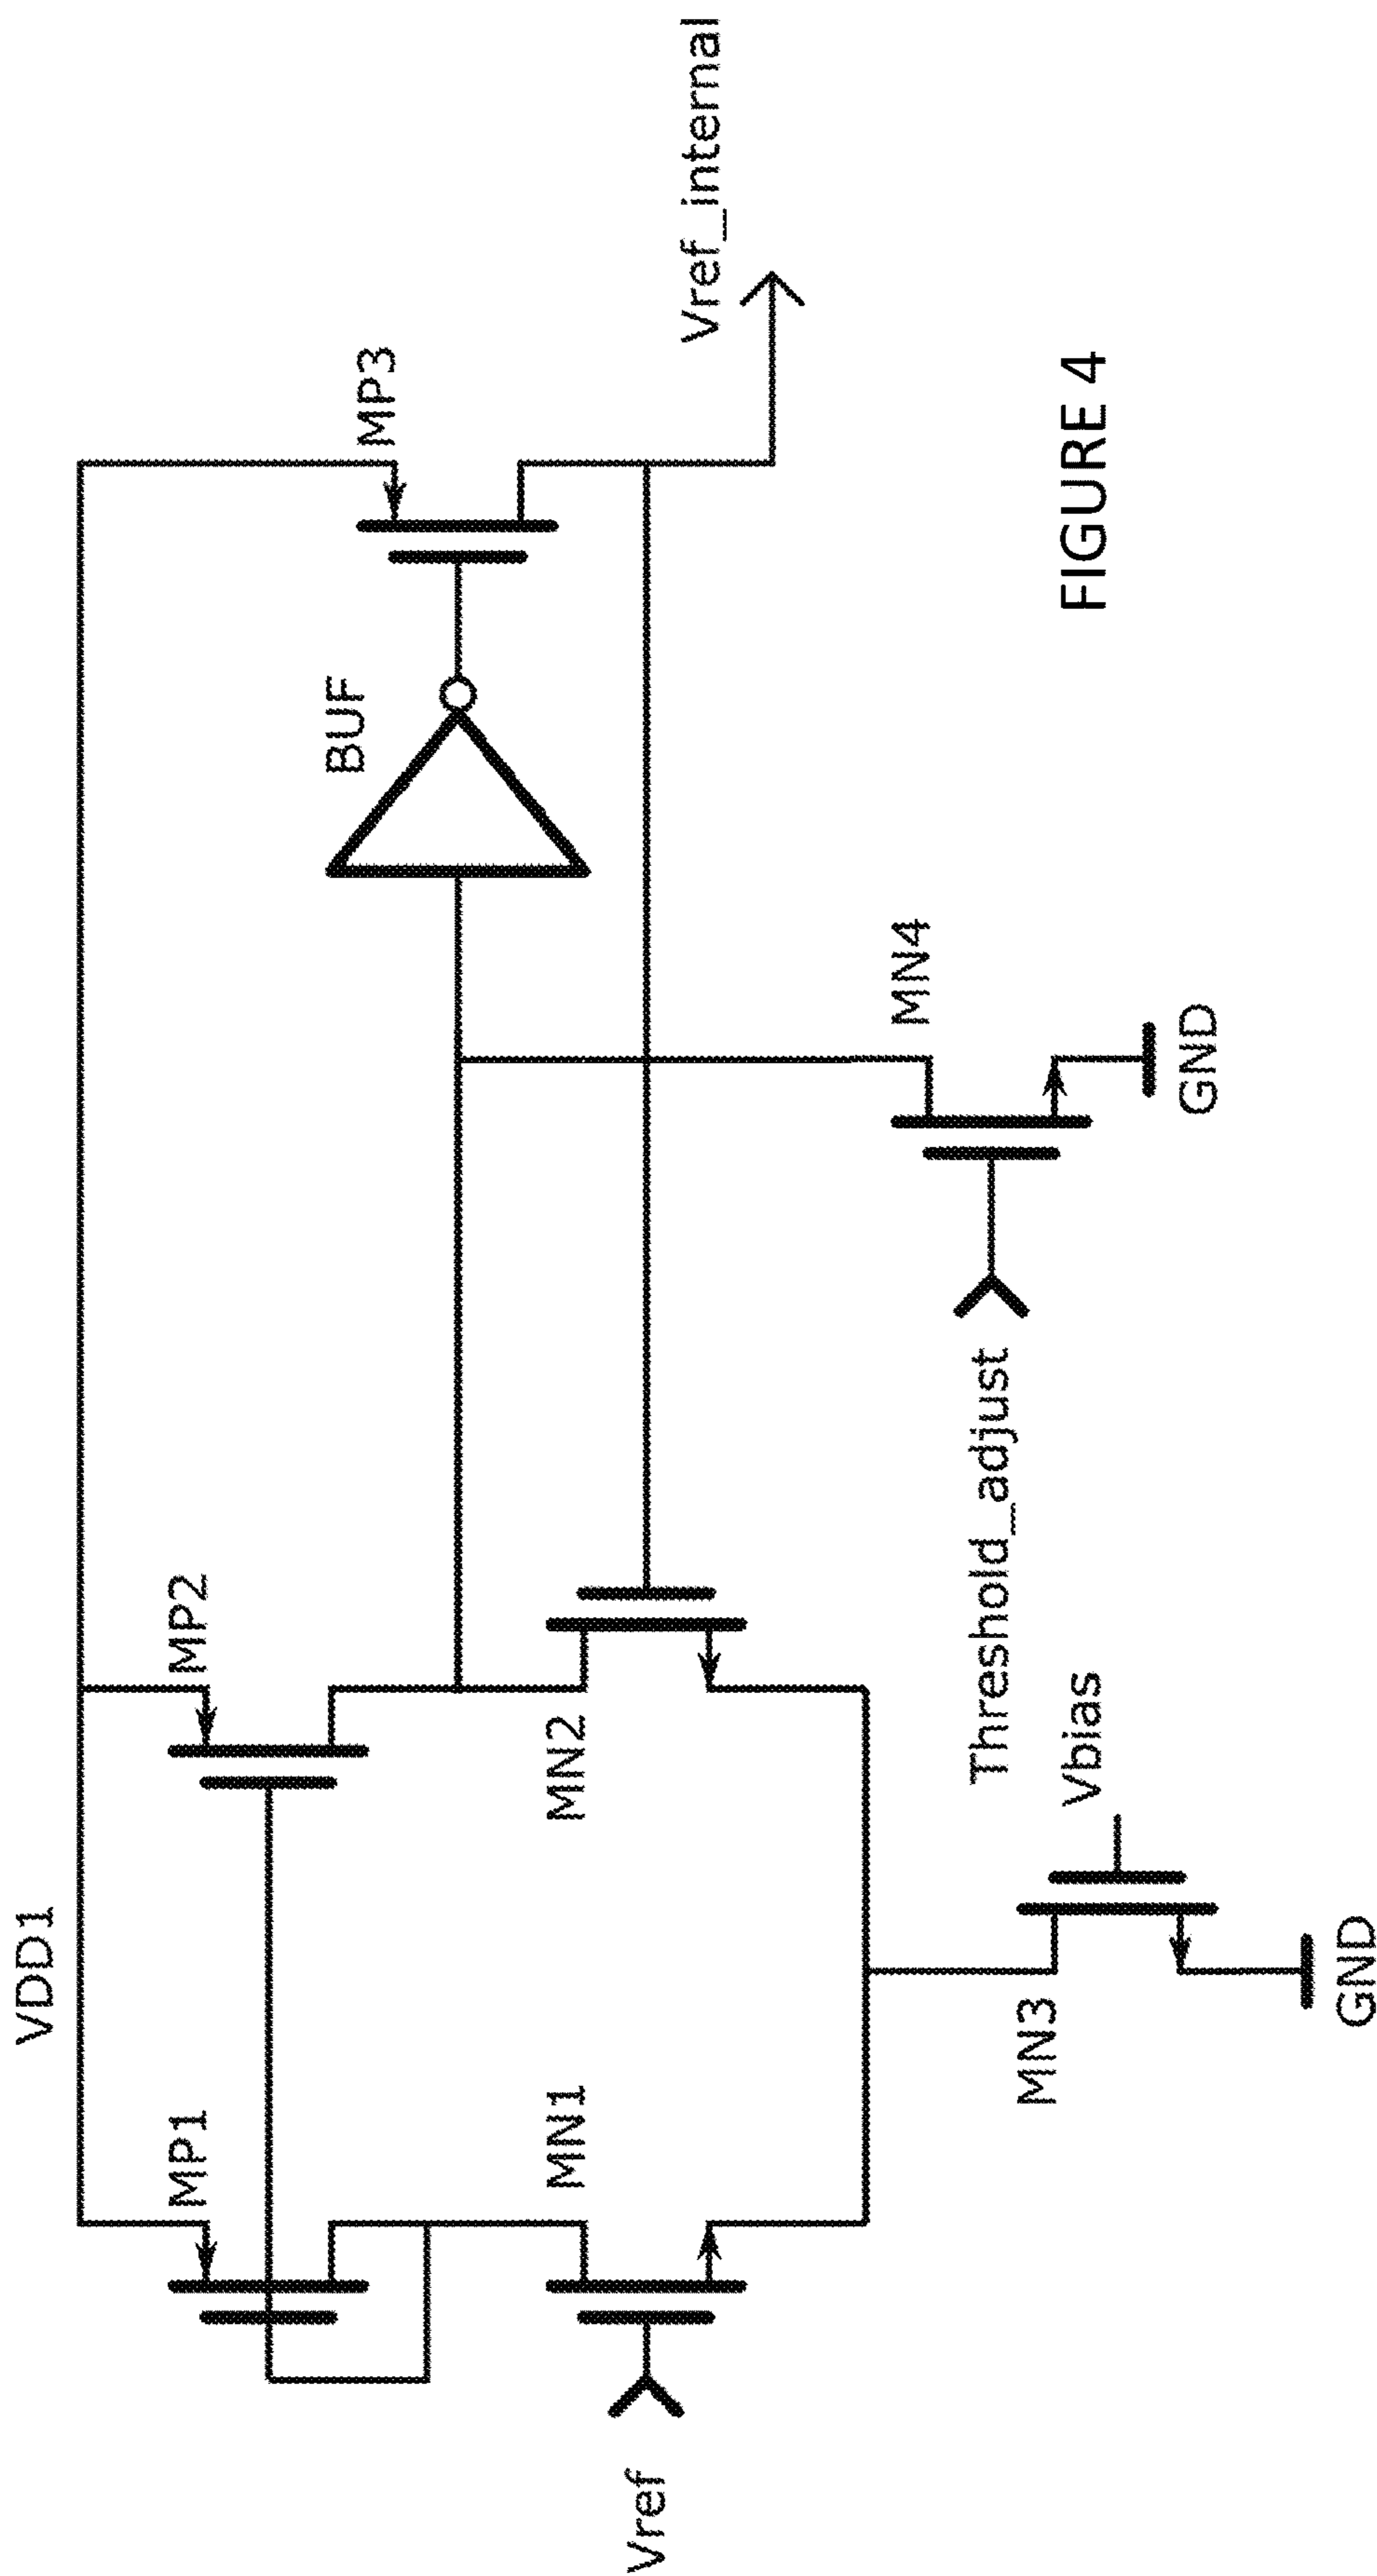 VDD1
MP1
MP2
MP3
BUF
MN1
MN2
Vref
Vref_internal
MN4
Threshold_adjust
MN3
Vbias
GND
GND
FIGURE 4